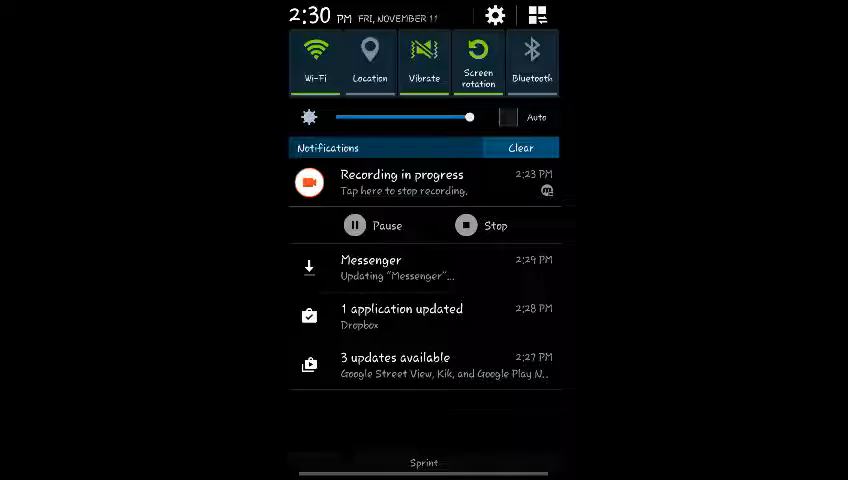 2:30 PM FRI, NOVEMBER 11
Wi-Fi Location Vibrate Screen rotation Bluetooth
Auto
Notifications Clear
Recording in progress 2:23 PM
Tap here to stop recording.
Pause Stop
Messenger 2:29 PM
Updating "Messenger"...
1 application updated 2:28 PM
Dropbox
3 updates available 2:27 PM
Google Street View, Kik, and Google Play N..
Sprint